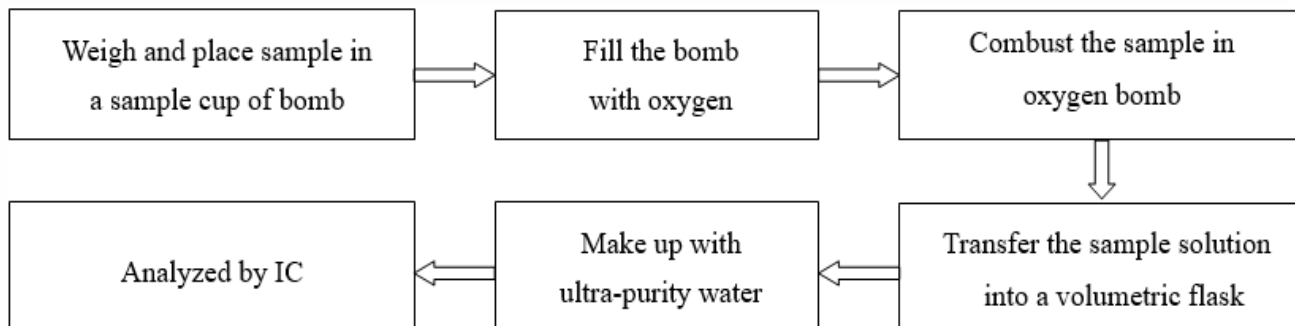 Weigh and place sample in
a sample cup of bomb
Fill the bomb
with oxygen
Combust the sample in
oxygen bomb
Transfer the sample solution
into a volumetric flask
Make up with
ultra-purity water
Analyzed by IC